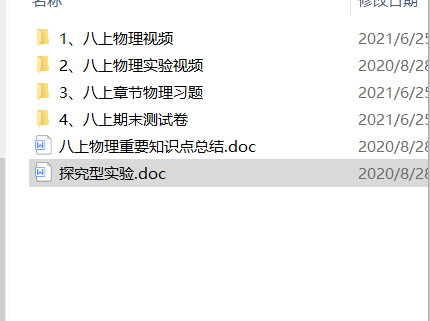 名称 修改日期
1、八上物理视频 2021/6/25
2、八上物理实验视频 2020/8/28
3、八上章节物理习题 2021/6/25
4、八上期末测试卷 2021/6/25
八上物理重要知识点总结.doc 2020/8/28
探究型实验.doc 2020/8/28